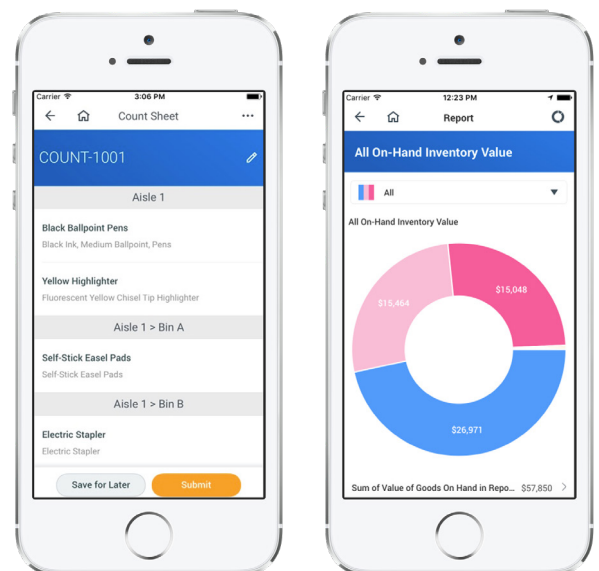 Carrier
3:06 PM
Count Sheet
COUNT-1001
Aisle 1
Black Ballpoint Pens
Black Ink, Medium Ballpoint, Pens
Yellow Highlighter
Fluorescent Yellow Chisel Tip Highlighter
Aisle 1 > Bin A
Self-Stick Easel Pads
Self-Stick Easel Pads
Aisle 1 > Bin B
Electric Stapler
Electric Stapler
Save for Later
Submit
Carrier
12:23 PM
Report
All On-Hand Inventory Value
All
All On-Hand Inventory Value
$15,048
$15,464
$26,971
Sum of Value of Goods On Hand in Repo... $57,850